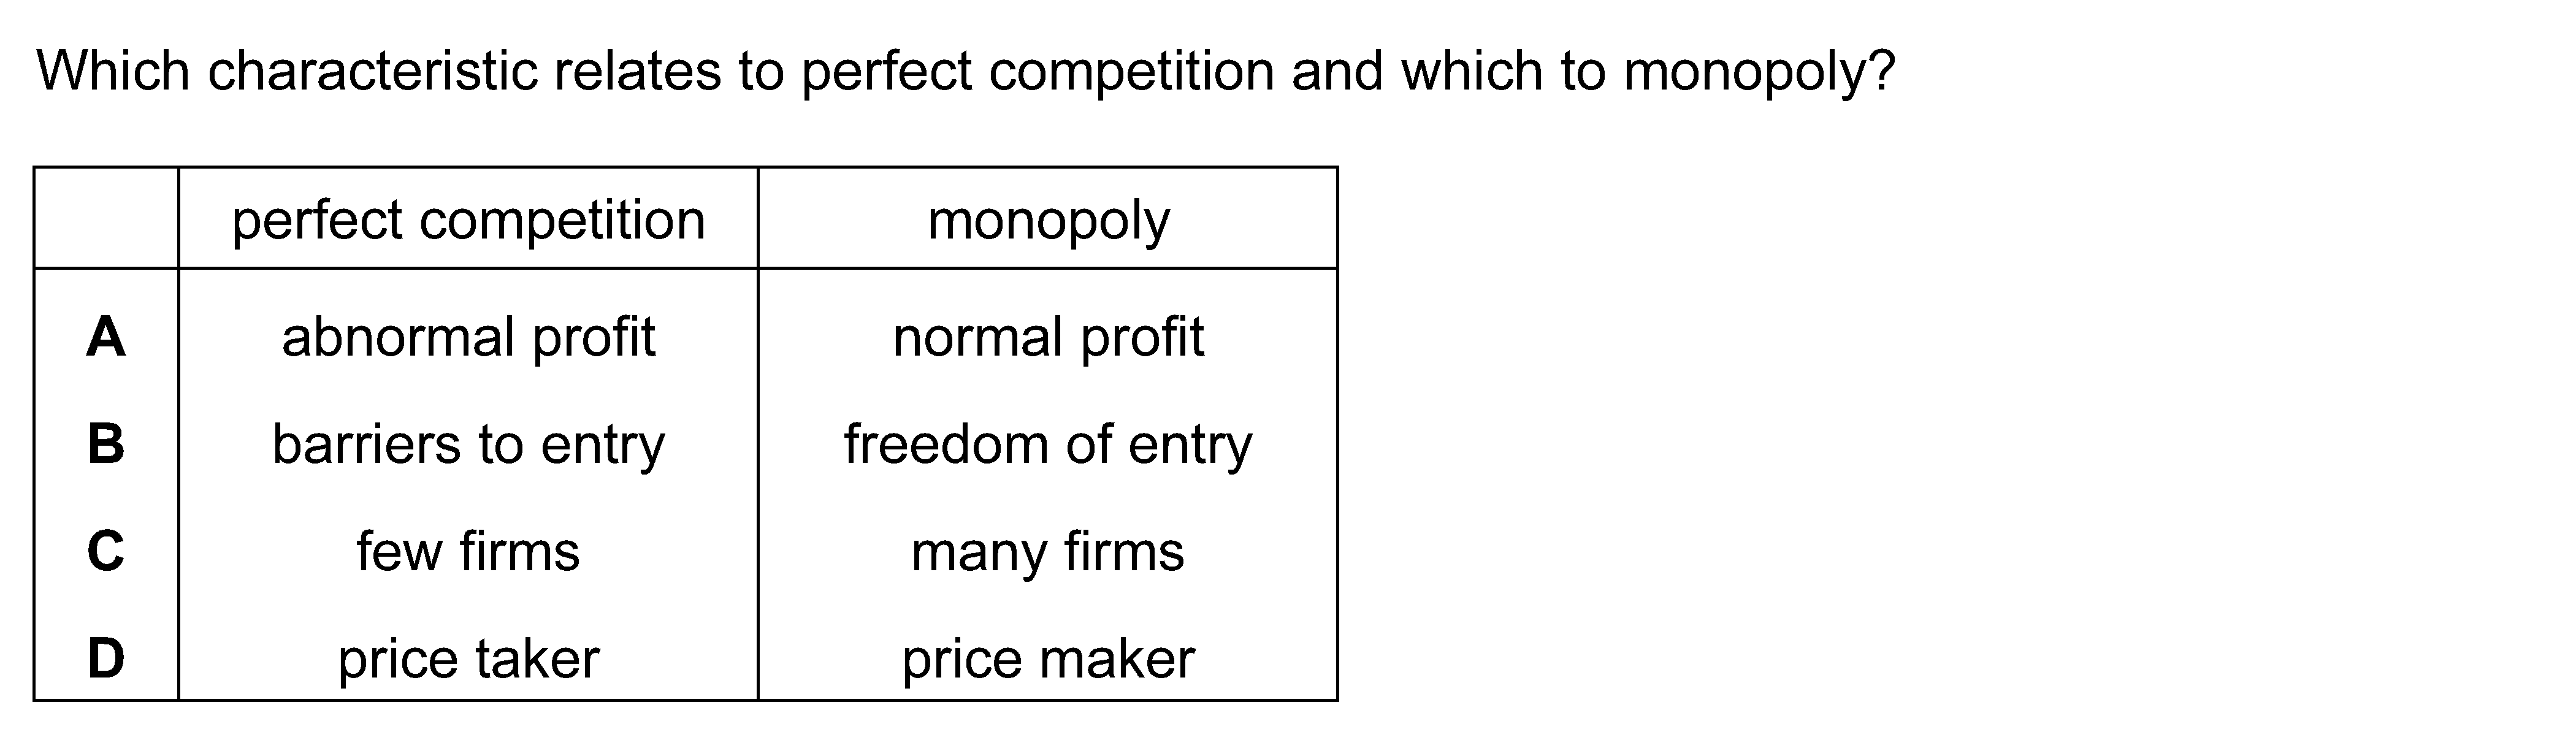 Which characteristic relates to perfect competition and which to monopoly?
perfect competition monopoly
A abnormal profit normal profit
B barriers to entry freedom of entry
C few firms many firms
D price taker price maker